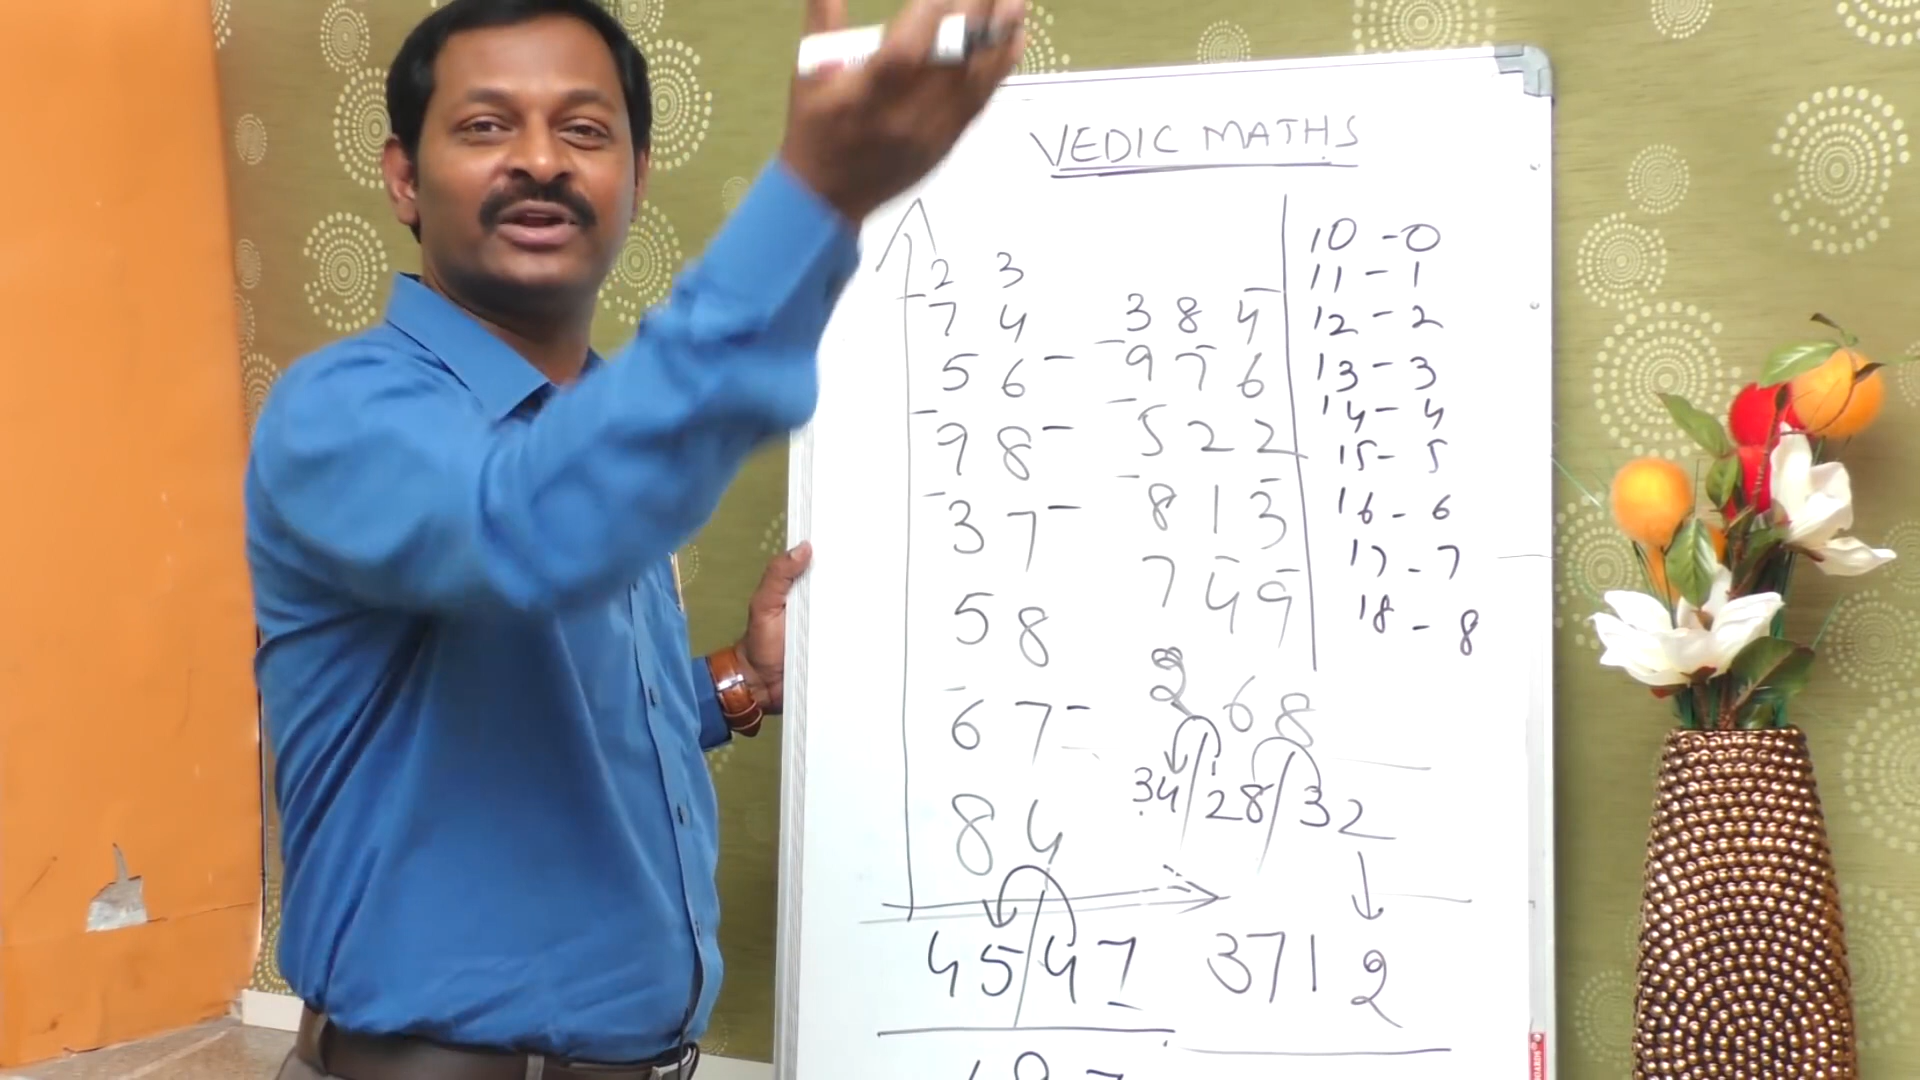 VEDIC MATHS
2 3
7 4
5 6 -
9 8 -
3 7 -
5 8
6 7 -
8 4
45/47
3 8 4
9 7 6
5 2 2
8 1 3
7 4 9
2 6 8
34/28/32
3712
10 - 0
11 - 1
12 - 2
13 - 3
14 - 4
15 - 5
16 - 6
17 - 7
18 - 8